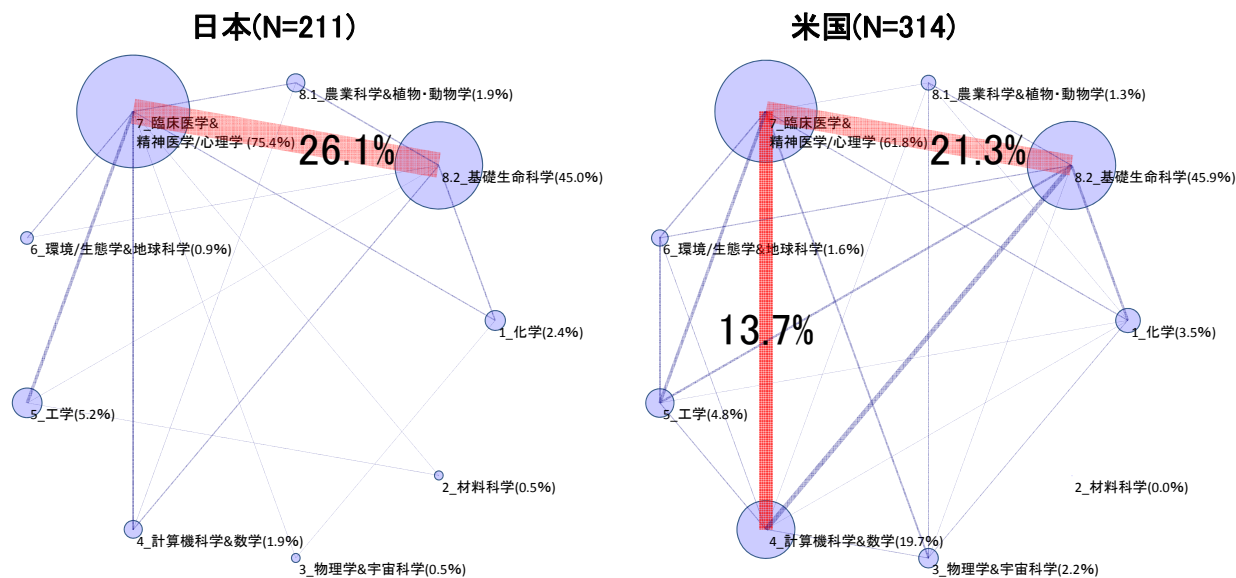 日本(N=211)
8.1_農業科学&植物・動物学(1.9%)
7_臨床医学&
精神医学/心理学 (75.4%)
26.1%
8.2_基礎生命科学(45.0%)
6_環境/生態学&地球科学(0.9%)
1_化学(2.4%)
5_工学(5.2%)
2_材料科学(0.5%)
4_計算機科学&数学(1.9%)
3_物理学&宇宙科学(0.5%)
米国(N=314)
8.1_農業科学&植物・動物学(1.3%)
7_臨床医学&
精神医学/心理学 (61.8%)
21.3%
8.2_基礎生命科学(45.9%)
6_環境/生態学&地球科学(1.6%)
13.7%
1_化学(3.5%)
5_工学(4.8%)
2_材料科学(0.0%)
4_計算機科学&数学(19.7%)
3_物理学&宇宙科学(2.2%)